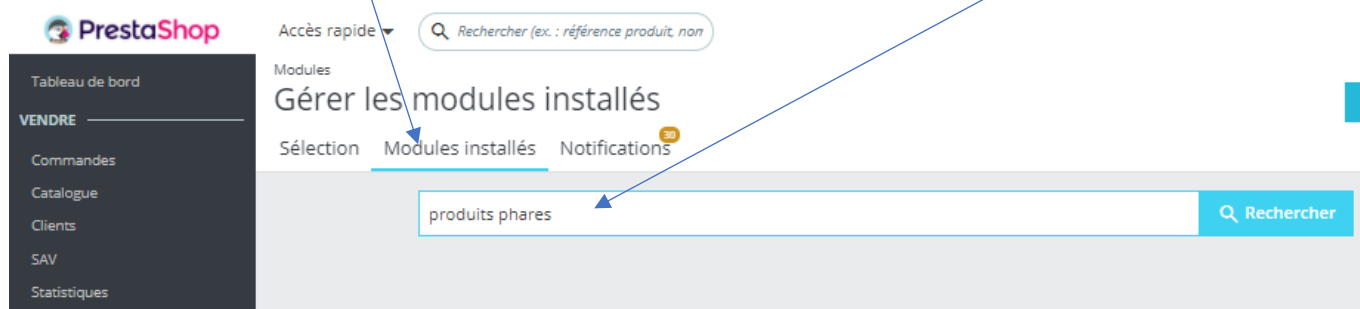 PrestaShop
Accès rapide
Rechercher (ex. : référence produit, nom
Tableau de bord
VENDRE
Commandes
Catalogue
Clients
SAV
Statistiques
Modules
Gérer les modules installés
Sélection Modules installés Notifications 30
produits phares
Rechercher